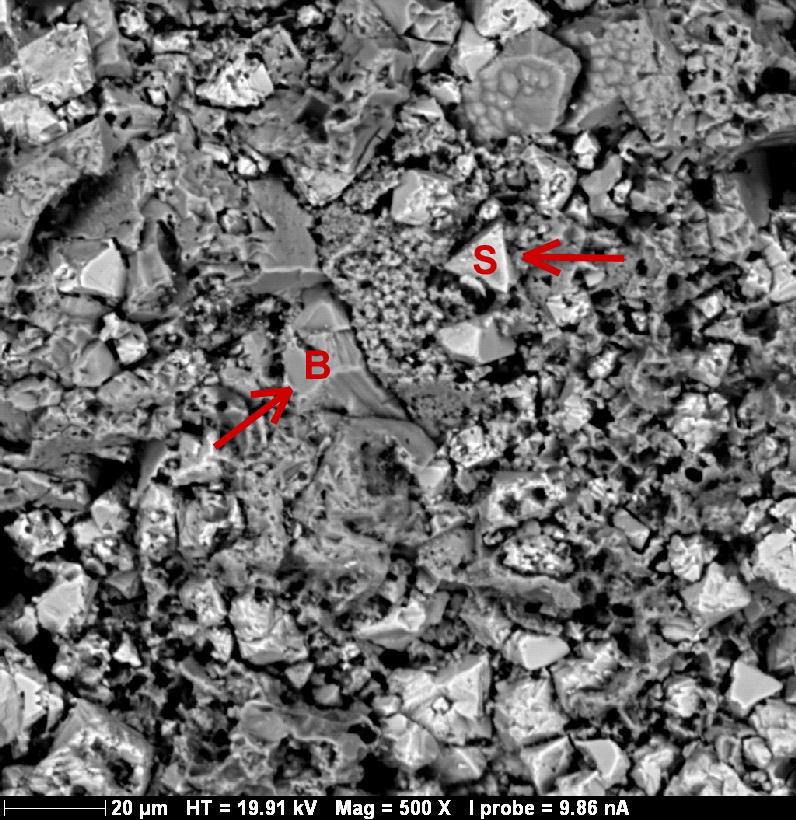 S
B
20 µm HT = 19.91 kV Mag = 500 X I probe = 9.86 nA